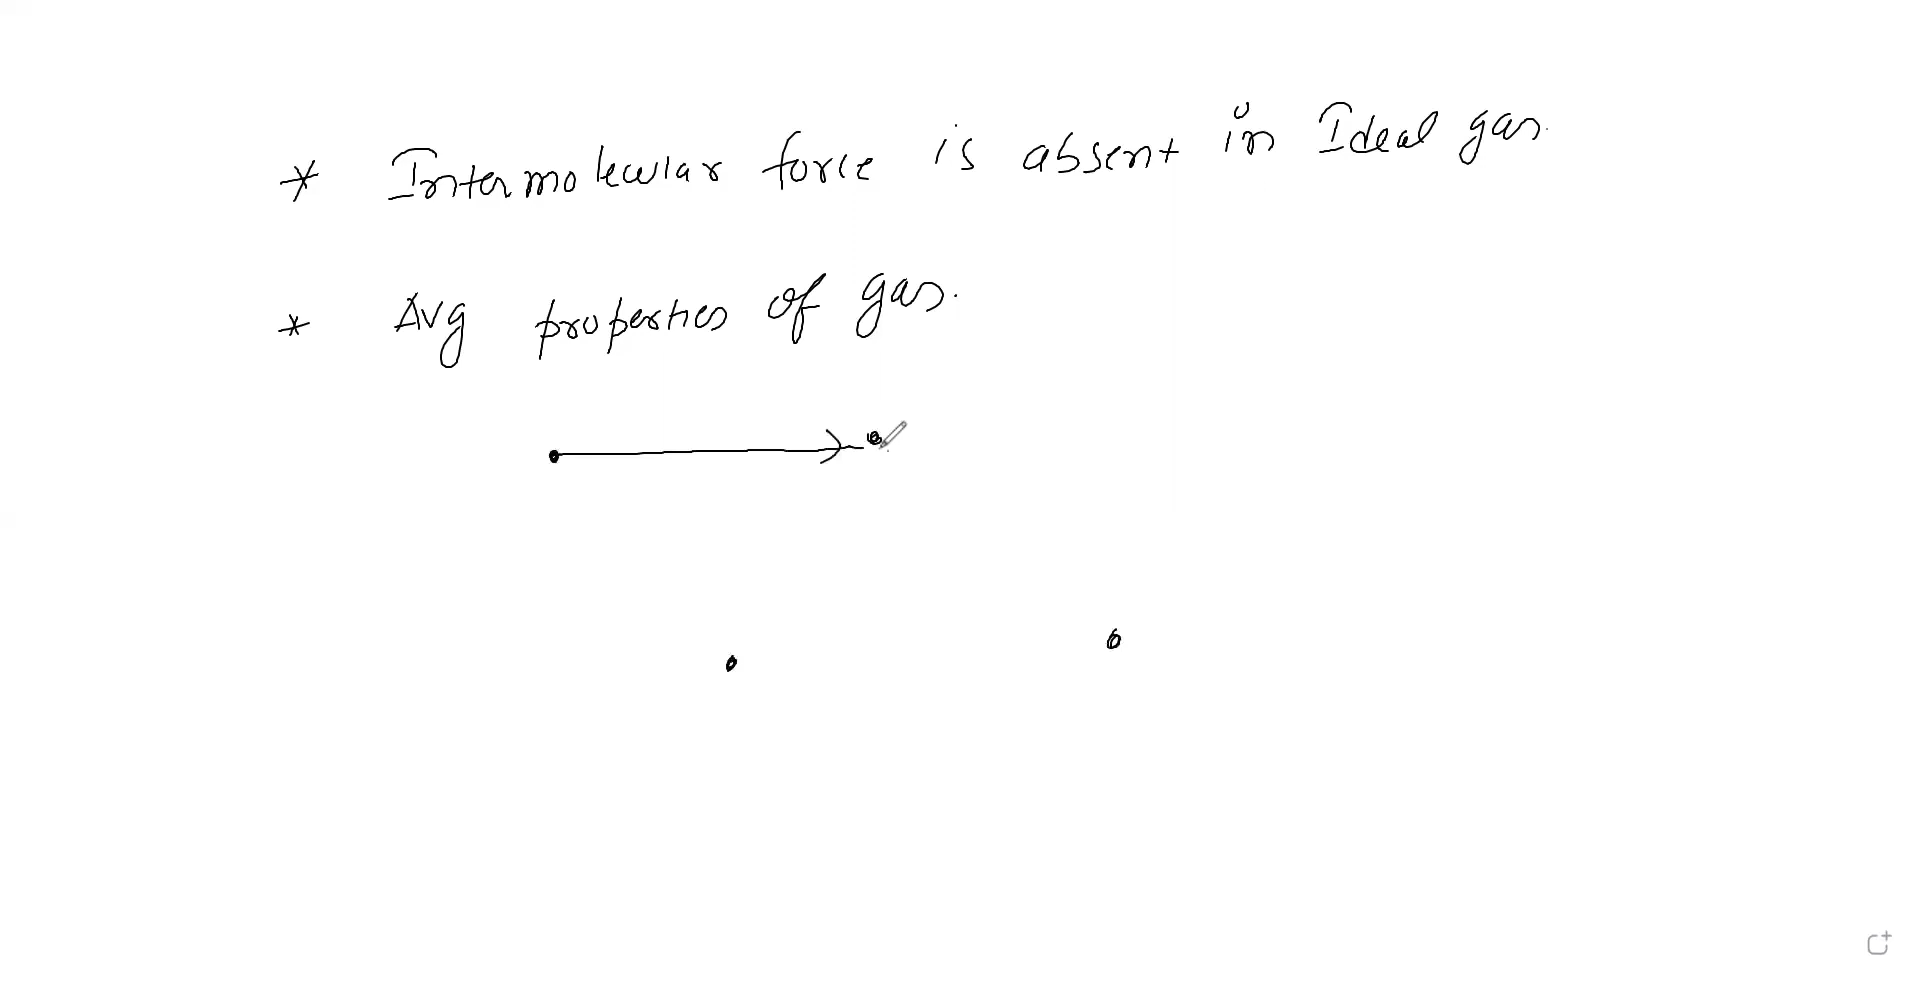 * Intermolecular force is absent in Ideal gas.
* Avg properties of gas.